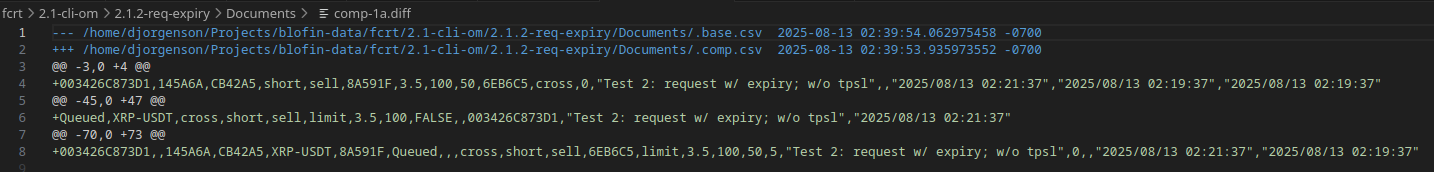 fcrt > 2.1-cli-om > 2.1.2-req-expiry > Documents > comp-1a.diff
1 --- /home/djorgenson/Projects/blofin-data/fcrt/2.1-cli-om/2.1.2-req-expiry/Documents/.base.csv 2025-08-13 02:39:54.062975458 -0700
2 +++ /home/djorgenson/Projects/blofin-data/fcrt/2.1-cli-om/2.1.2-req-expiry/Documents/.comp.csv 2025-08-13 02:39:53.935973552 -0700
3 @@ -3,0 +4 @@
4 +003426C873D1,145A6A,CB42A5,short,sell,8A591F,3.5,100,50,6EB6C5,cross,0,"Test 2: request w/ expiry; w/o tpsl",,"2025/08/13 02:21:37","2025/08/13 02:19:37","2025/08/13 02:19:37"
5 @@ -45,0 +47 @@
6 +Queued,XRP-USDT,cross,short,sell,limit,3.5,100,FALSE,,003426C873D1,"Test 2: request w/ expiry; w/o tpsl","2025/08/13 02:21:37"
7 @@ -70,0 +73 @@
8 +003426C873D1,,145A6A,CB42A5,XRP-USDT,8A591F,Queued,,,cross,short,sell,6EB6C5,limit,3.5,100,50,5,"Test 2: request w/ expiry; w/o tpsl",0,,"2025/08/13 02:21:37","2025/08/13 02:19:37"
9